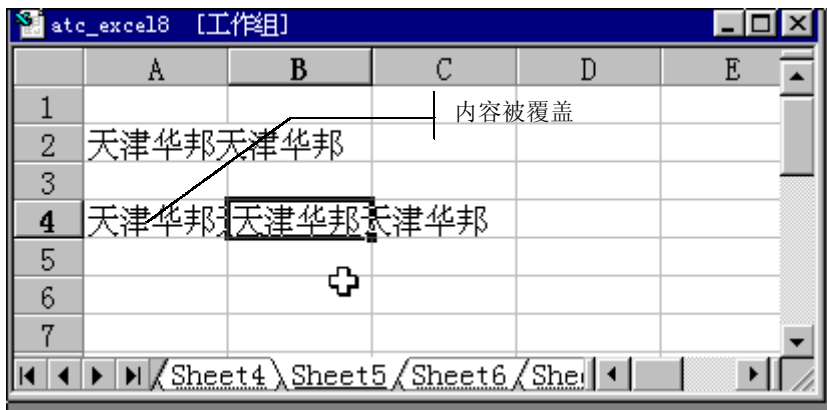 atc_excel8 [工作组]
A B C D E
1
内容被覆盖
2 天津华邦天津华邦
3
4 天津华邦天津华邦天津华邦
5
6
7
Sheet4 Sheet5 Sheet6